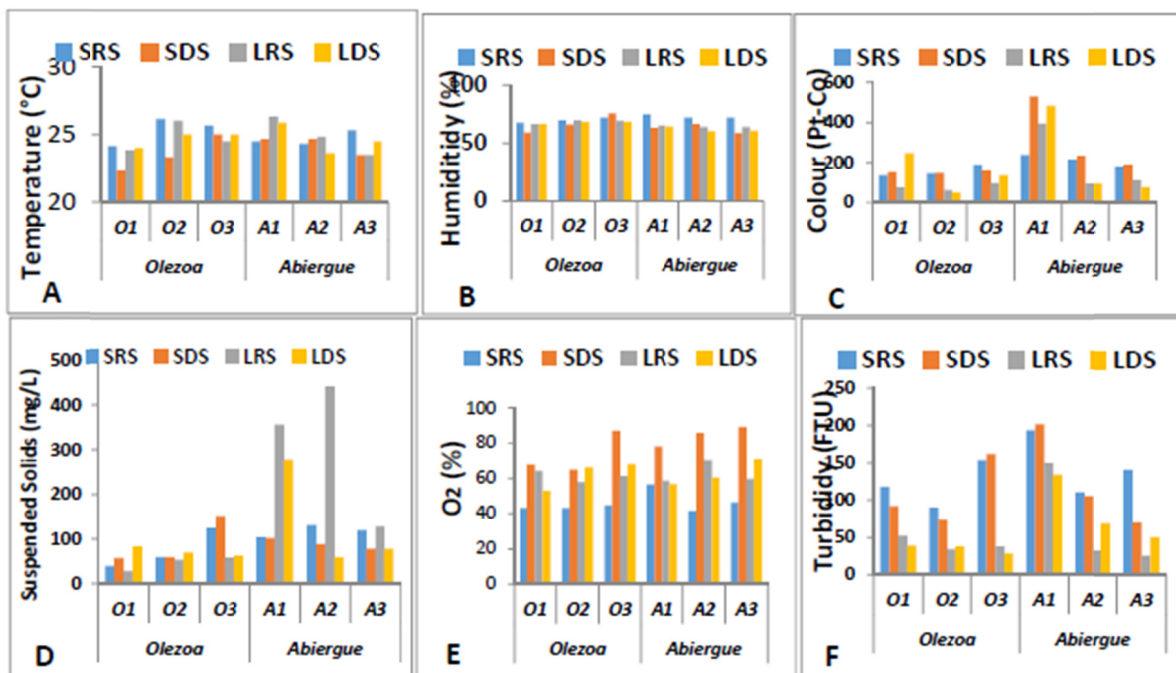 SRS SDS LRS LDS
Temperature (°C)
30
25
20
O1 O2 O3 A1 A2 A3
Olezoa Abiergue
A
SRS SDS LRS LDS
Humiditidy (%)
100
50
0
O1 O2 O3 A1 A2 A3
Olezoa Abiergue
B
SRS SDS LRS LDS
Colour (Pt-Co)
600
400
200
0
O1 O2 O3 A1 A2 A3
Olezoa Abiergue
C
SRS SDS LRS LDS
Suspended Solids (mg/L)
500
400
300
200
100
0
O1 O2 O3 A1 A2 A3
Olezoa Abiergue
D
SRS SDS LRS LDS
O2 (%)
100
80
60
40
20
0
O1 O2 O3 A1 A2 A3
Olezoa Abiergue
E
SRS SDS LRS LDS
Turbididy (FTU)
250
200
150
100
50
0
O1 O2 O3 A1 A2 A3
Olezoa Abiergue
F